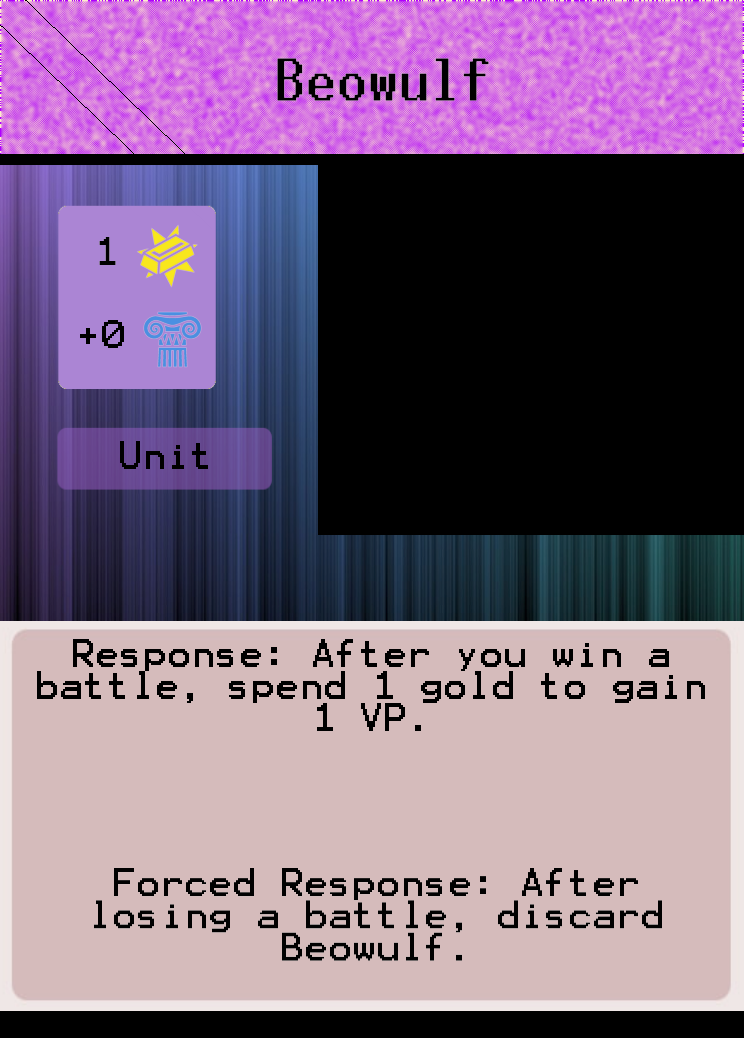 Beowulf
1
+0
Unit
Response: After you win a
battle, spend 1 gold to gain
1 VP.
Forced Response: After
losing a battle, discard
Beowulf.